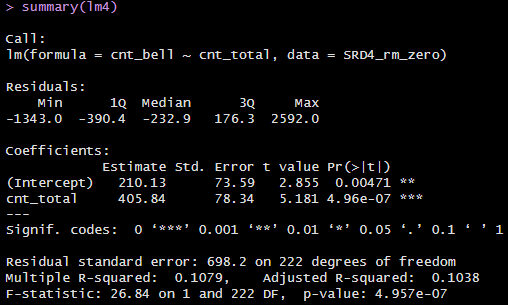 > summary(lm4)
Call:
lm(formula = cnt_bell ~ cnt_total, data = SRD4_rm_zero)
Residuals:
Min 1Q Median 3Q Max
-1343.0 -390.4 -232.9 176.3 2592.0
Coefficients:
Estimate Std. Error t value Pr(>|t|)
(Intercept) 210.13 73.59 2.855 0.00471 **
cnt_total 405.84 78.34 5.181 4.96e-07 ***
---
Signif. codes: 0 ‘***’ 0.001 ‘**’ 0.01 ‘*’ 0.05 ‘.’ 0.1 ‘ ’ 1
Residual standard error: 698.2 on 222 degrees of freedom
Multiple R-squared: 0.1079, Adjusted R-squared: 0.1038
F-statistic: 26.84 on 1 and 222 DF, p-value: 4.957e-07